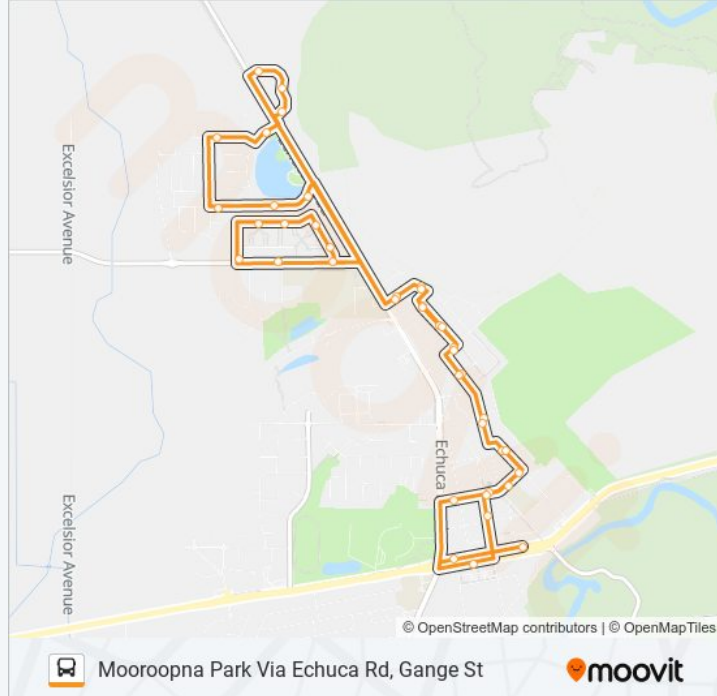 Excelsior Avenue
Echuca
Excelsior Avenue
© OpenStreetMap contributors | © OpenMapTiles
Mooroopna Park Via Echuca Rd, Gange St
moovit